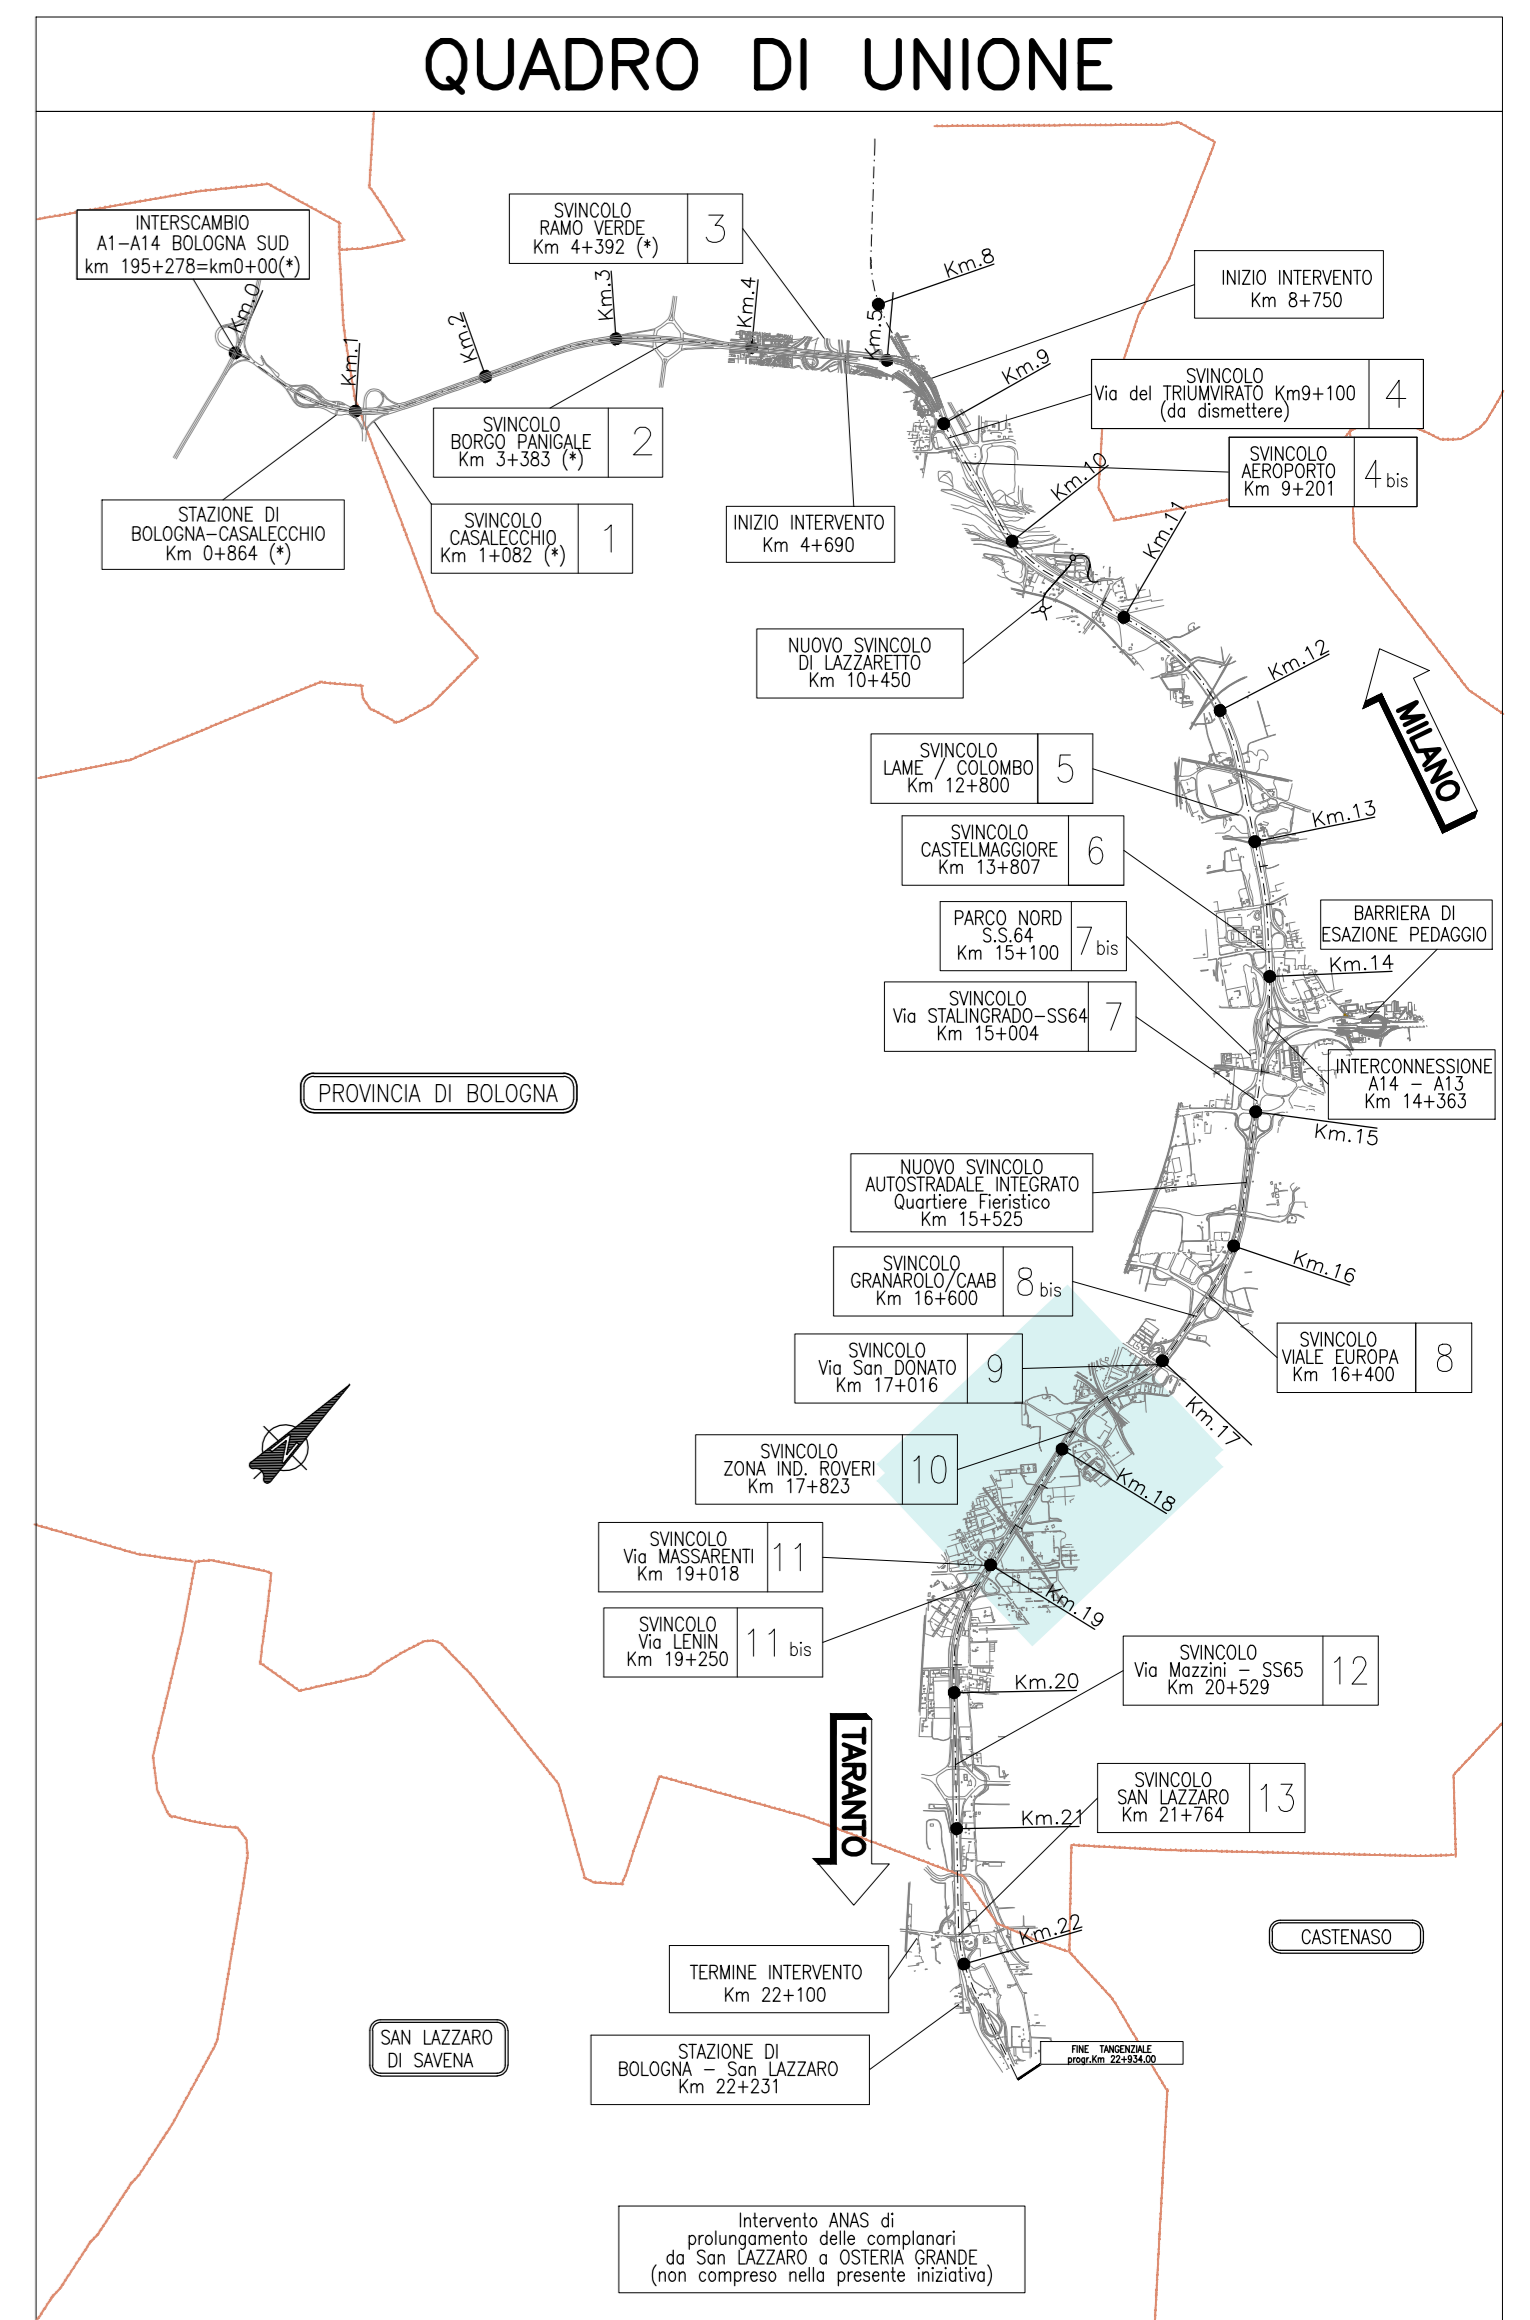 QUADRO DI UNIONE
INTERSCAMBIO
A1-A14 BOLOGNA SUD
km 195+278=km0+00(*)
SVINCOLO
RAMO VERDE
Km 4+392 (*)
3
Km.0
Km.1
Km.2
Km.3
Km.4
Km.5
Km.8
INIZIO INTERVENTO
Km 8+750
Km.9
SVINCOLO
Via del TRIUMVIRATO Km9+100
(da dismettere)
4
SVINCOLO
BORGO PANIGALE
Km 3+383 (*)
2
SVINCOLO
AEROPORTO
Km 9+201
4 bis
Km.10
STAZIONE DI
BOLOGNA-CASALECCHIO
Km 0+864 (*)
SVINCOLO
CASALECCHIO
Km 1+082 (*)
1
INIZIO INTERVENTO
Km 4+690
Km.11
NUOVO SVINCOLO
DI LAZZARETTO
Km 10+450
Km.12
MILANO
SVINCOLO
LAME / COLOMBO
Km 12+800
5
Km.13
SVINCOLO
CASTELMAGGIORE
Km 13+807
6
PARCO NORD
S.S.64
Km 15+100
7 bis
BARRIERA DI
ESAZIONE PEDAGGIO
Km.14
SVINCOLO
Via STALINGRADO-SS64
Km 15+004
7
INTERCONNESSIONE
A14 - A13
Km 14+363
PROVINCIA DI BOLOGNA
Km.15
NUOVO SVINCOLO
AUTOSTRADALE INTEGRATO
Quartiere Fieristico
Km 15+525
Km.16
SVINCOLO
GRANAROLO/CAAB
Km 16+600
8 bis
SVINCOLO
VIALE EUROPA
Km 16+400
8
SVINCOLO
Via San DONATO
Km 17+016
9
Km.17
SVINCOLO
ZONA IND. ROVERI
Km 17+823
10
Km.18
SVINCOLO
Via MASSARENTI
Km 19+018
11
Km.19
SVINCOLO
Via LENIN
Km 19+250
11 bis
SVINCOLO
Via Mazzini - SS65
Km 20+529
12
Km.20
TARANTO
SVINCOLO
SAN LAZZARO
Km 21+764
13
Km.21
Km.22
CASTENASO
TERMINE INTERVENTO
Km 22+100
SAN LAZZARO
DI SAVENA
STAZIONE DI
BOLOGNA - San LAZZARO
Km 22+231
FINE TANGENZIALE
progr.Km 22+934.00
Intervento ANAS di
prolungamento delle complanari
da San LAZZARO a OSTERIA GRANDE
(non compreso nella presente iniziativa)